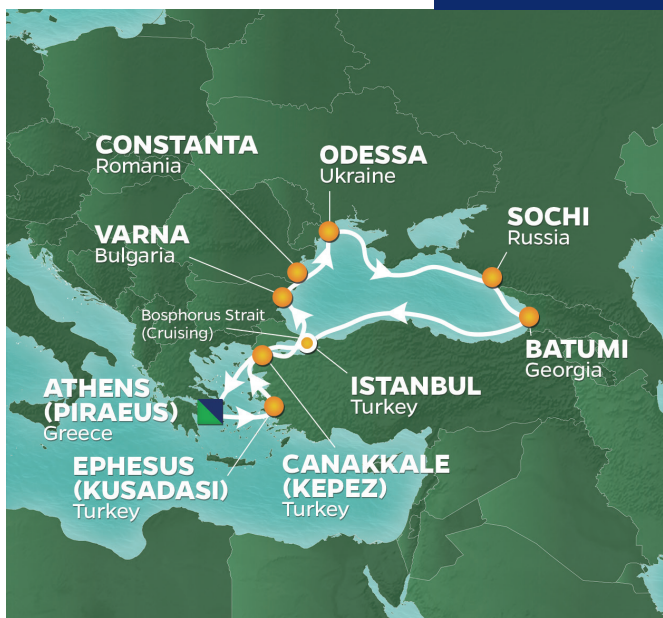 CONSTANTA
Romania
ODESSA
Ukraine
SOCHI
Russia
VARNA
Bulgaria
Bosphorus Strait
(Cruising)
BATUMI
Georgia
ISTANBUL
Turkey
ATHENS
(PIRAEUS)
Greece
EPHESUS
(KUSADASI)
Turkey
CANAKKALE
(KEPEZ)
Turkey